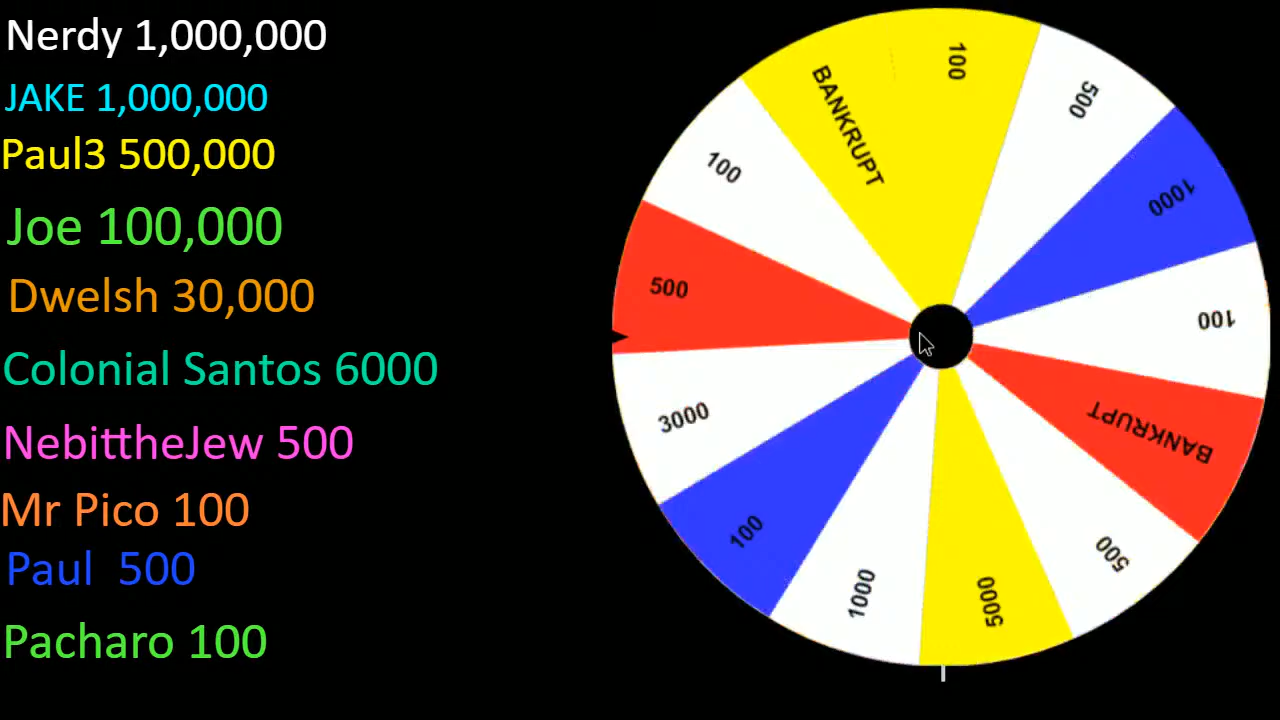 Nerdy 1,000,000
JAKE 1,000,000
Paul3 500,000
Joe 100,000
Dwelsh 30,000
Colonial Santos 6000
NebittheJew 500
Mr Pico 100
Paul  500
Pacharo 100
BANKRUPT
100
500
1000
100
BANKRUPT
500
5000
1000
100
3000
500
100